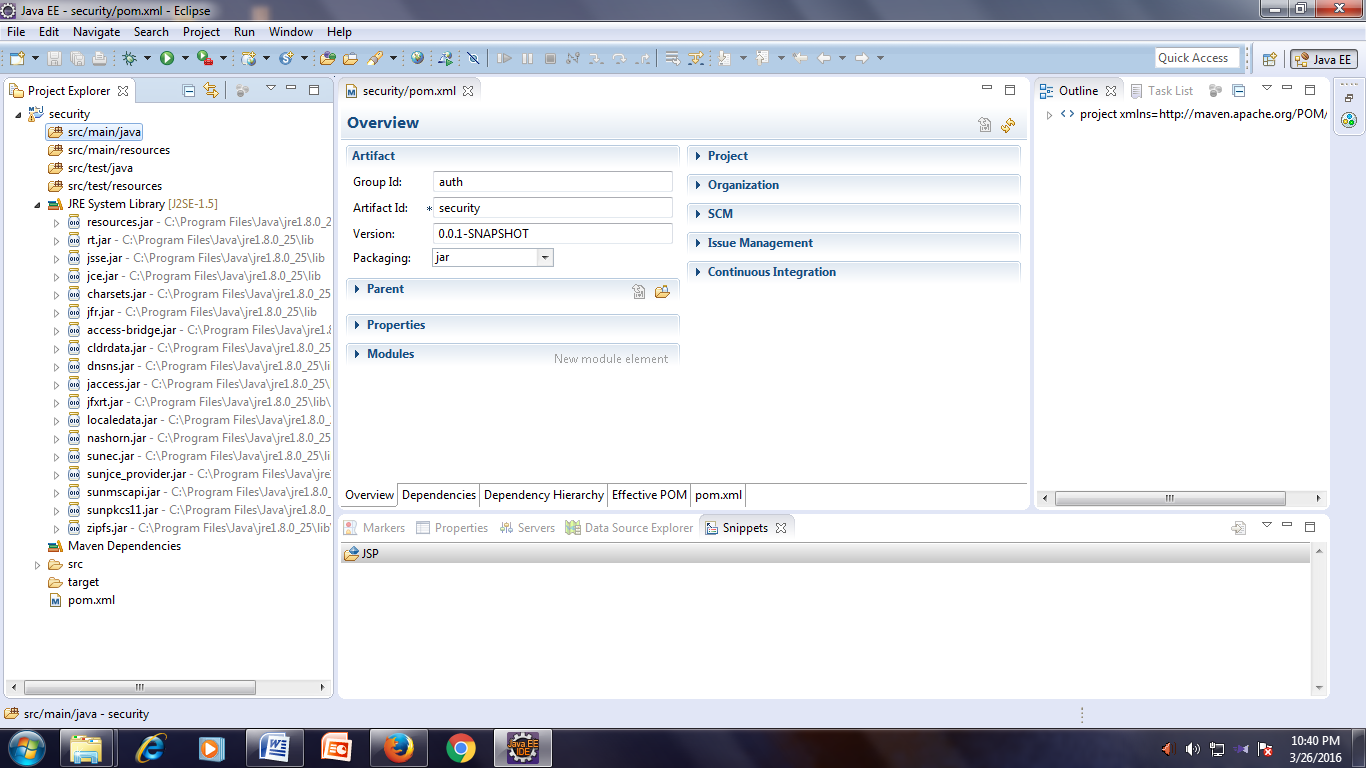 Java EE - security/pom.xml - Eclipse
File Edit Navigate Search Project Run Window Help
Quick Access
Java EE
Project Explorer
security
src/main/java
src/main/resources
src/test/java
src/test/resources
JRE System Library [J2SE-1.5]
resources.jar - C:\Program Files\Java\jre1.8.0_2
rt.jar - C:\Program Files\Java\jre1.8.0_25\lib
jsse.jar - C:\Program Files\Java\jre1.8.0_25\lib
jce.jar - C:\Program Files\Java\jre1.8.0_25\lib
charsets.jar - C:\Program Files\Java\jre1.8.0_25
jfr.jar - C:\Program Files\Java\jre1.8.0_25\lib
access-bridge.jar - C:\Program Files\Java\jre1.8
cldrdata.jar - C:\Program Files\Java\jre1.8.0_25
dnsns.jar - C:\Program Files\Java\jre1.8.0_25\lib
jaccess.jar - C:\Program Files\Java\jre1.8.0_25\l
jfxrt.jar - C:\Program Files\Java\jre1.8.0_25\lib\
localedata.jar - C:\Program Files\Java\jre1.8.0_
nashorn.jar - C:\Program Files\Java\jre1.8.0_25
sunec.jar - C:\Program Files\Java\jre1.8.0_25\lib
sunjce_provider.jar - C:\Program Files\Java\jre
sunmscapi.jar - C:\Program Files\Java\jre1.8.0_
sunpkcs11.jar - C:\Program Files\Java\jre1.8.0_
zipfs.jar - C:\Program Files\Java\jre1.8.0_25\lib\
Maven Dependencies
src
target
pom.xml
security/pom.xml
Overview
Artifact
Group Id: auth
Artifact Id: * security
Version: 0.0.1-SNAPSHOT
Packaging: jar
Parent
Properties
Modules
New module element
Project
Organization
SCM
Issue Management
Continuous Integration
Overview Dependencies Dependency Hierarchy Effective POM pom.xml
Outline Task List
project xmlns=http://maven.apache.org/POM/
Markers Properties Servers Data Source Explorer Snippets
JSP
src/main/java - security
Java EE
IDE
10:40 PM
3/26/2016